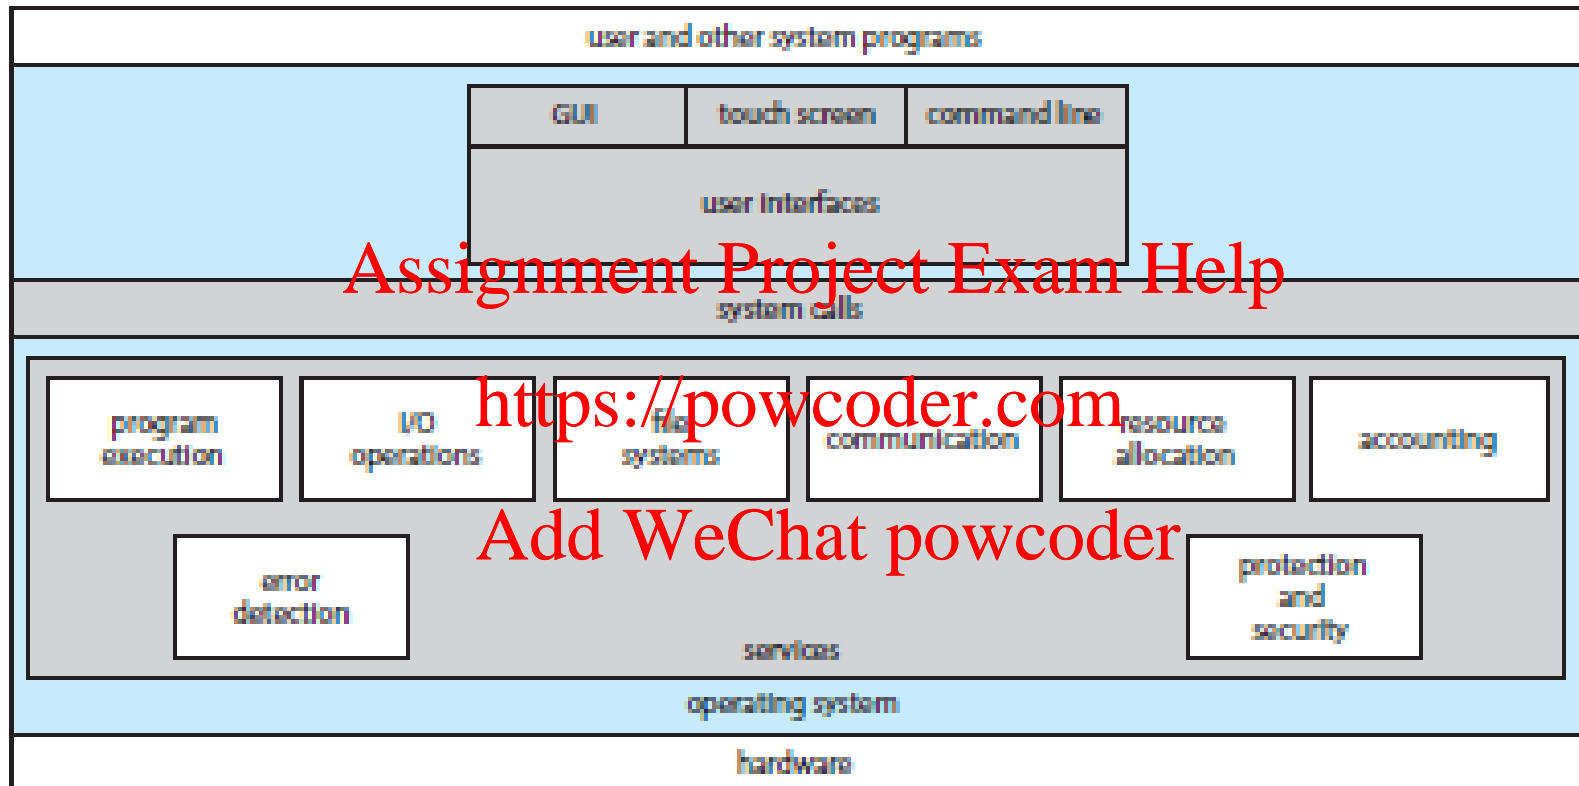 user and other system programs
GUI
touch screen
command line
user interfaces
Assignment Project Exam Help
system calls
https://powcoder.com
program
execution
I/O
operations
file
systems
communication
resource
allocation
accounting
Add WeChat powcoder
error
detection
protection
and
security
services
operating system
hardware